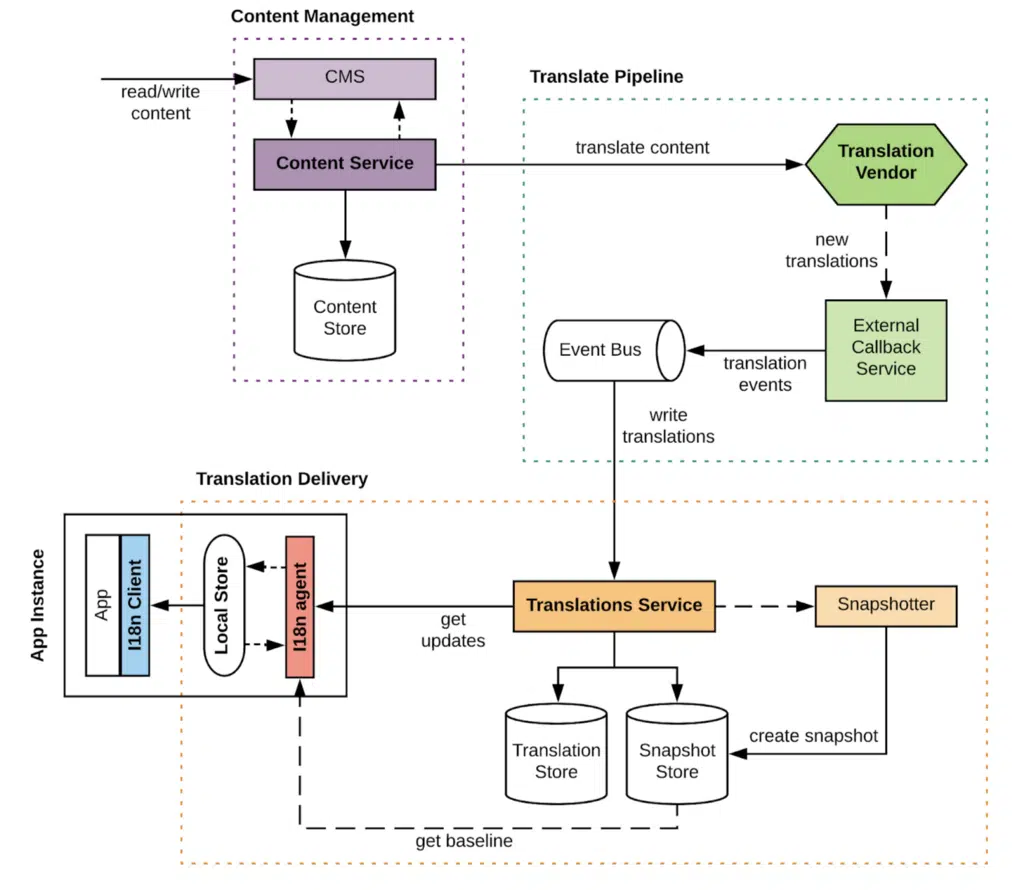 Content Management
CMS
read/write
content
Content Service
Content
Store
Translate Pipeline
translate content
Translation
Vendor
new
translations
External
Callback
Service
translation
events
Event Bus
write
translations
Translation Delivery
App Instance
App
I18n Client
Local Store
I18n agent
get
updates
Translations Service
Snapshotter
Translation
Store
Snapshot
Store
create snapshot
get baseline